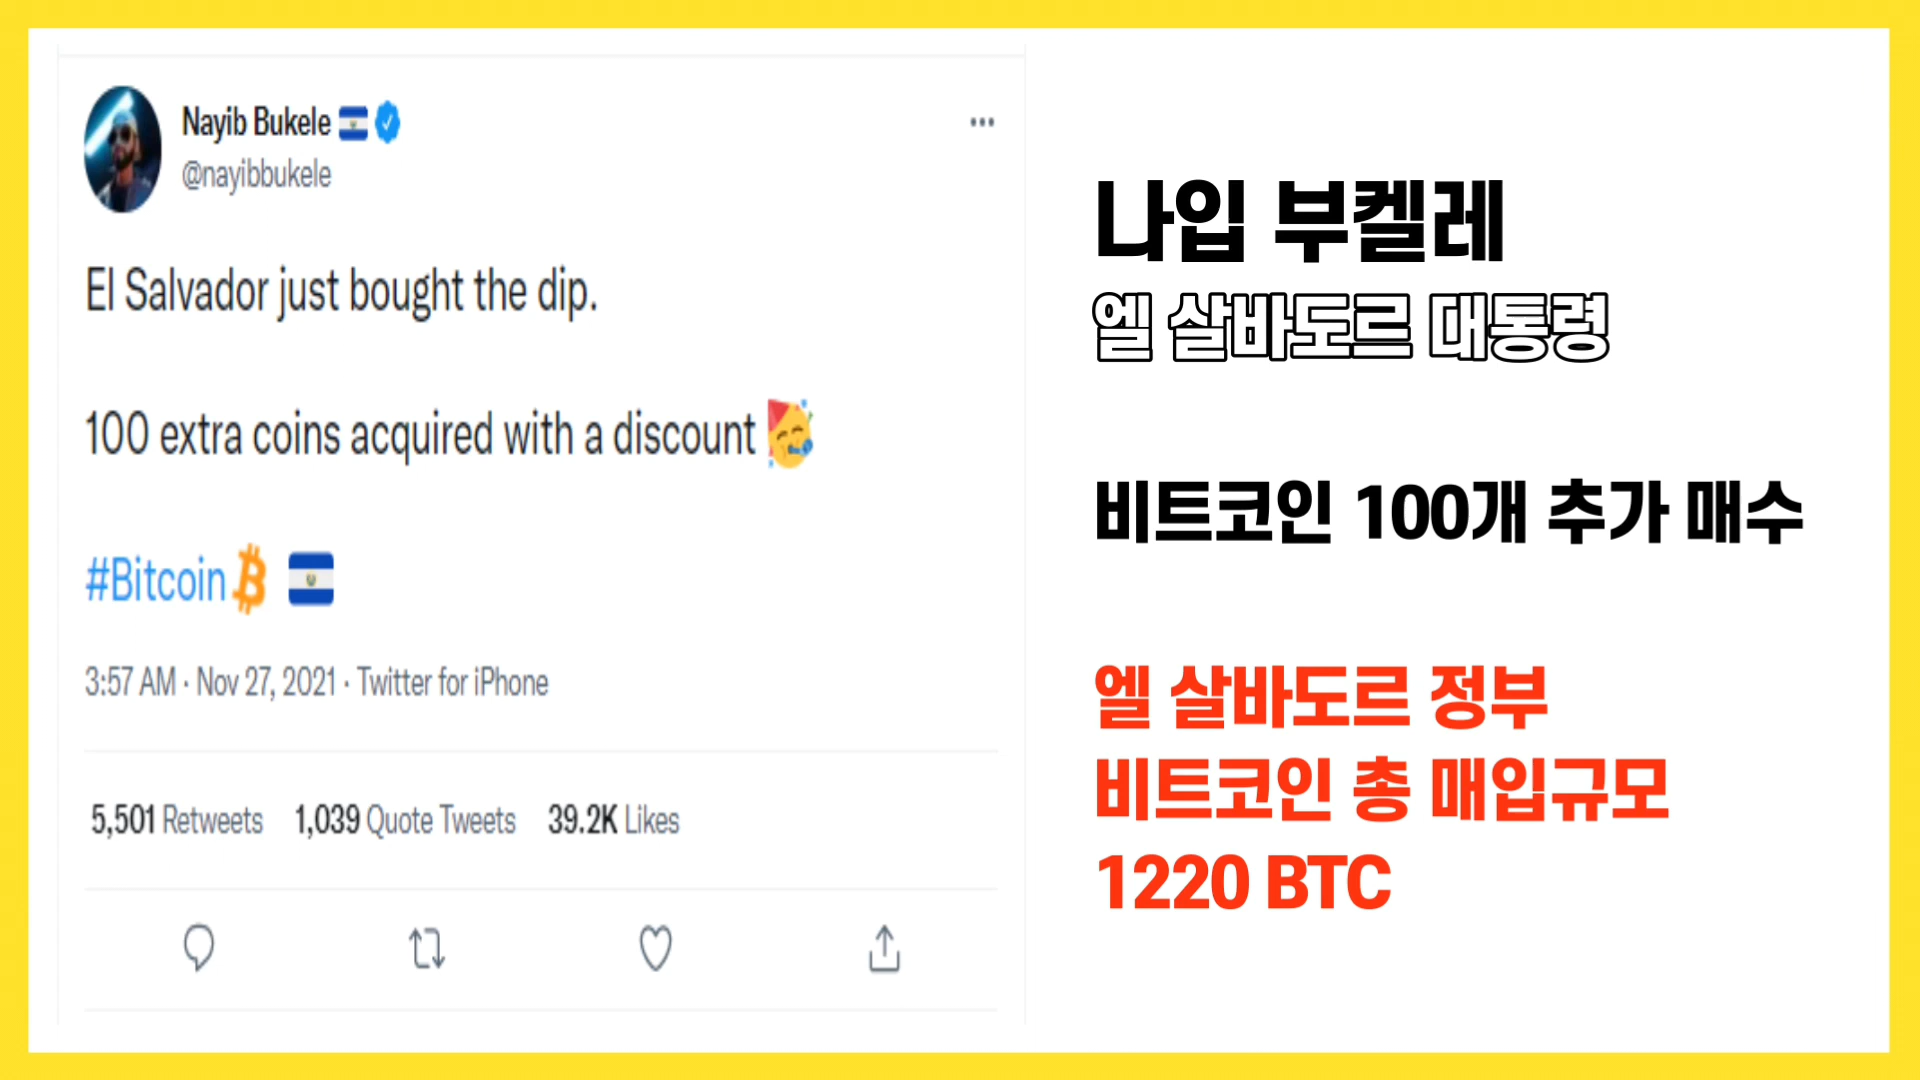 Nayib Bukele 🇸🇻
@nayibbukele
El Salvador just bought the dip.
100 extra coins acquired with a discount 🥳
#Bitcoin 🇸🇻
3:57 AM · Nov 27, 2021 · Twitter for iPhone
5,501 Retweets 1,039 Quote Tweets 39.2K Likes
나입 부켈레
엘 살바도르 대통령
비트코인 100개 추가 매수
엘 살바도르 정부
비트코인 총 매입규모
1220 BTC